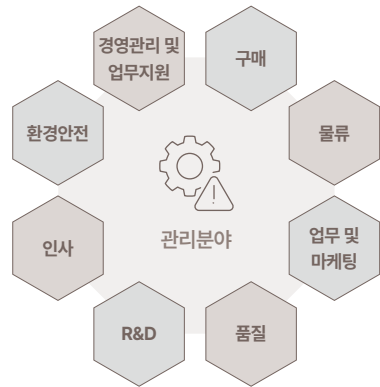 경영관리 및
업무지원
구매
환경안전
물류
관리분야
인사
업무 및
마케팅
R&D
품질